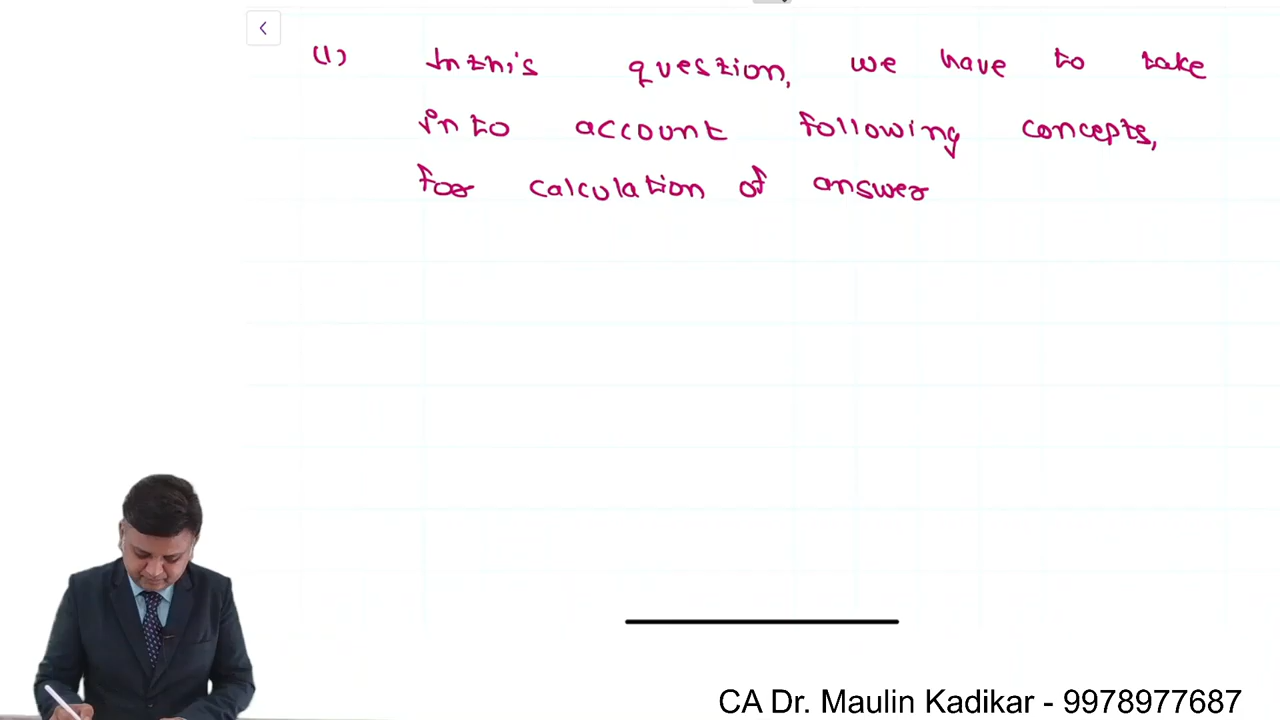 (1) In this question, we have to take
into account following concepts,
for calculation of answer
CA Dr. Maulin Kadikar - 9978977687